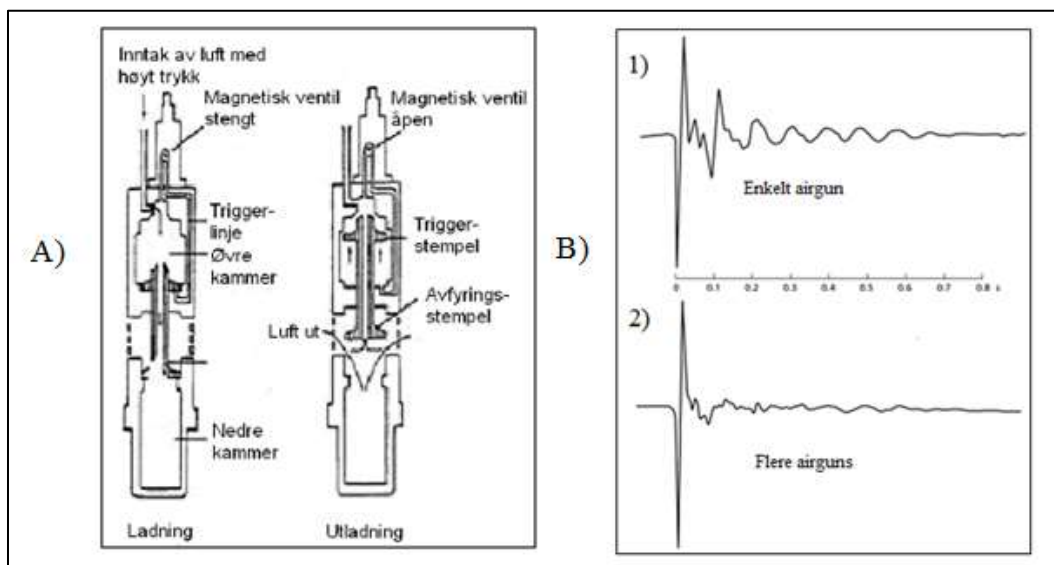 A)
Inntak av luft med
høyt trykk
Magnetisk ventil
stengt
Magnetisk ventil
åpen
Trigger-
linje
Øvre
kammer
Trigger-
stempel
Avfyrings-
stempel
Luft ut
Nedre
kammer
Ladning
Utladning
B)
1)
Enkelt airgun
0 0.1 0.2 0.3 0.4 0.5 0.6 0.7 0.8 s
2)
Flere airguns